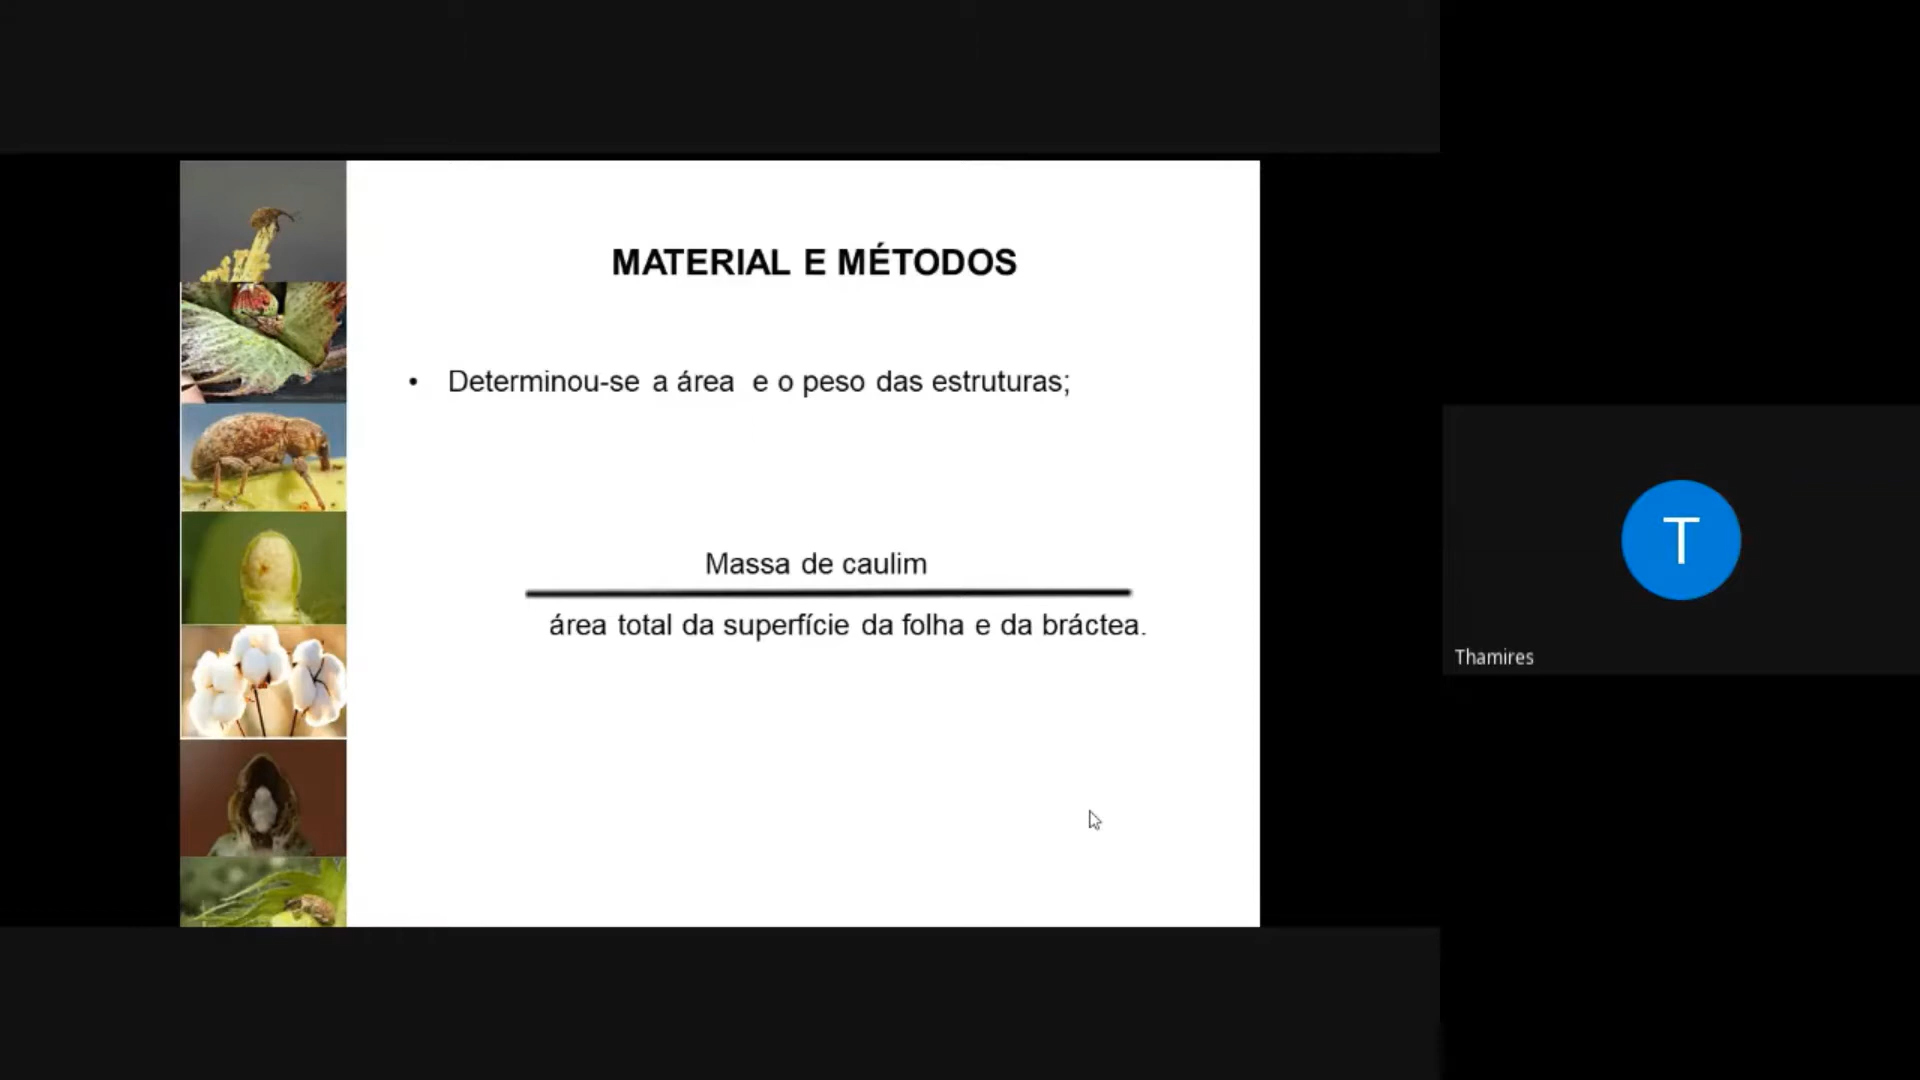 MATERIAL E MÉTODOS
• Determinou-se a área e o peso das estruturas;
Massa de caulim
área total da superfície da folha e da bráctea.
T
Thamires